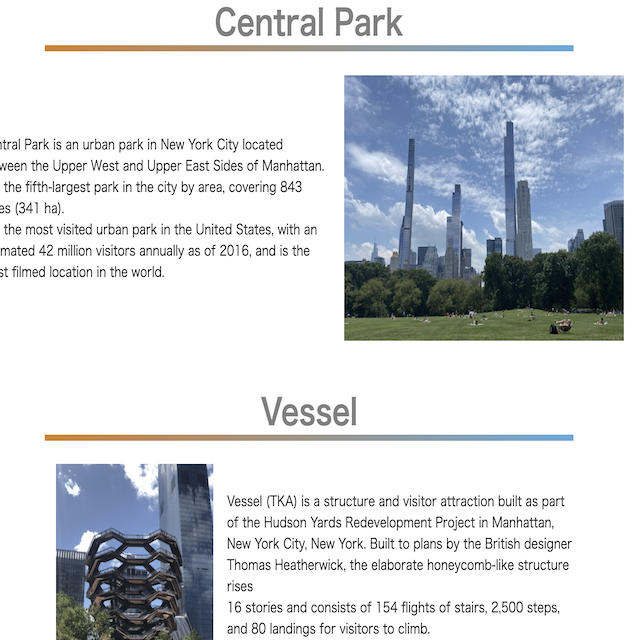 Central Park
ntral Park is an urban park in New York City located
ween the Upper West and Upper East Sides of Manhattan.
the fifth-largest park in the city by area, covering 843
es (341 ha).
the most visited urban park in the United States, with an
mated 42 million visitors annually as of 2016, and is the
st filmed location in the world.
Vessel
Vessel (TKA) is a structure and visitor attraction built as part
of the Hudson Yards Redevelopment Project in Manhattan,
New York City, New York. Built to plans by the British designer
Thomas Heatherwick, the elaborate honeycomb-like structure
rises
16 stories and consists of 154 flights of stairs, 2,500 steps,
and 80 landings for visitors to climb.